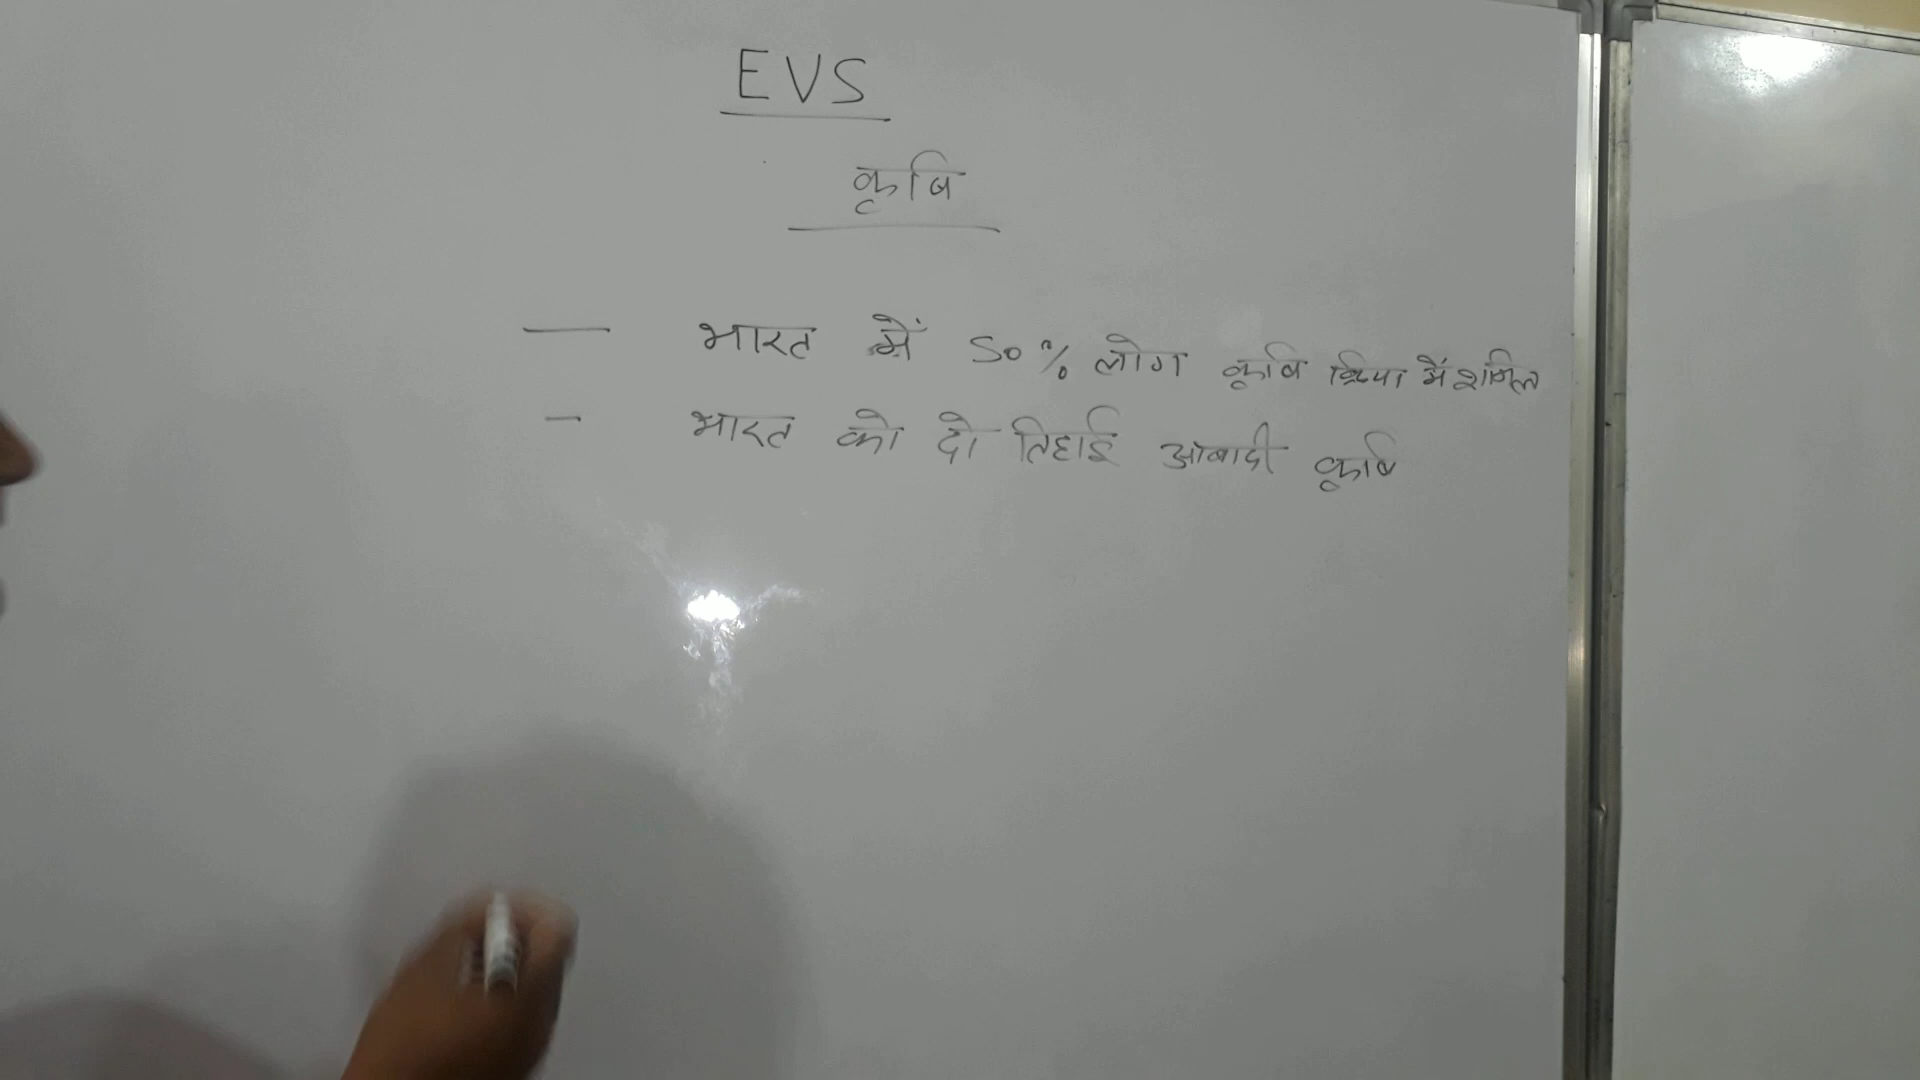 EVS
कृषि
— भारत में 50% लोग कृषि क्रिया में शामिल
- भारत की दो तिहाई आबादी कृषि